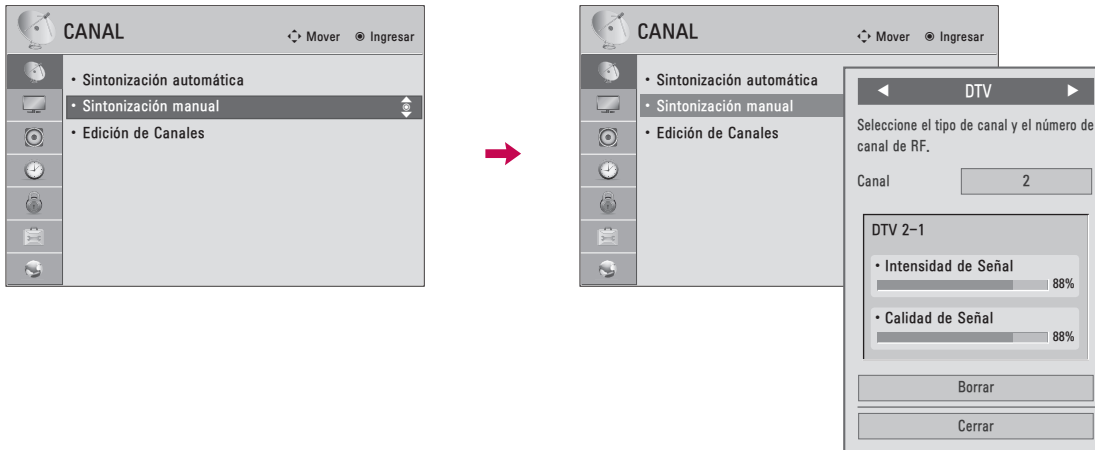 CANAL
Mover Ingresar
• Sintonización automática
• Sintonización manual
• Edición de Canales
CANAL
Mover Ingresar
• Sintonización automática
• Sintonización manual
• Edición de Canales
DTV
Seleccione el tipo de canal y el número de
canal de RF.
Canal 2
DTV 2-1
• Intensidad de Señal
88%
• Calidad de Señal
88%
Borrar
Cerrar